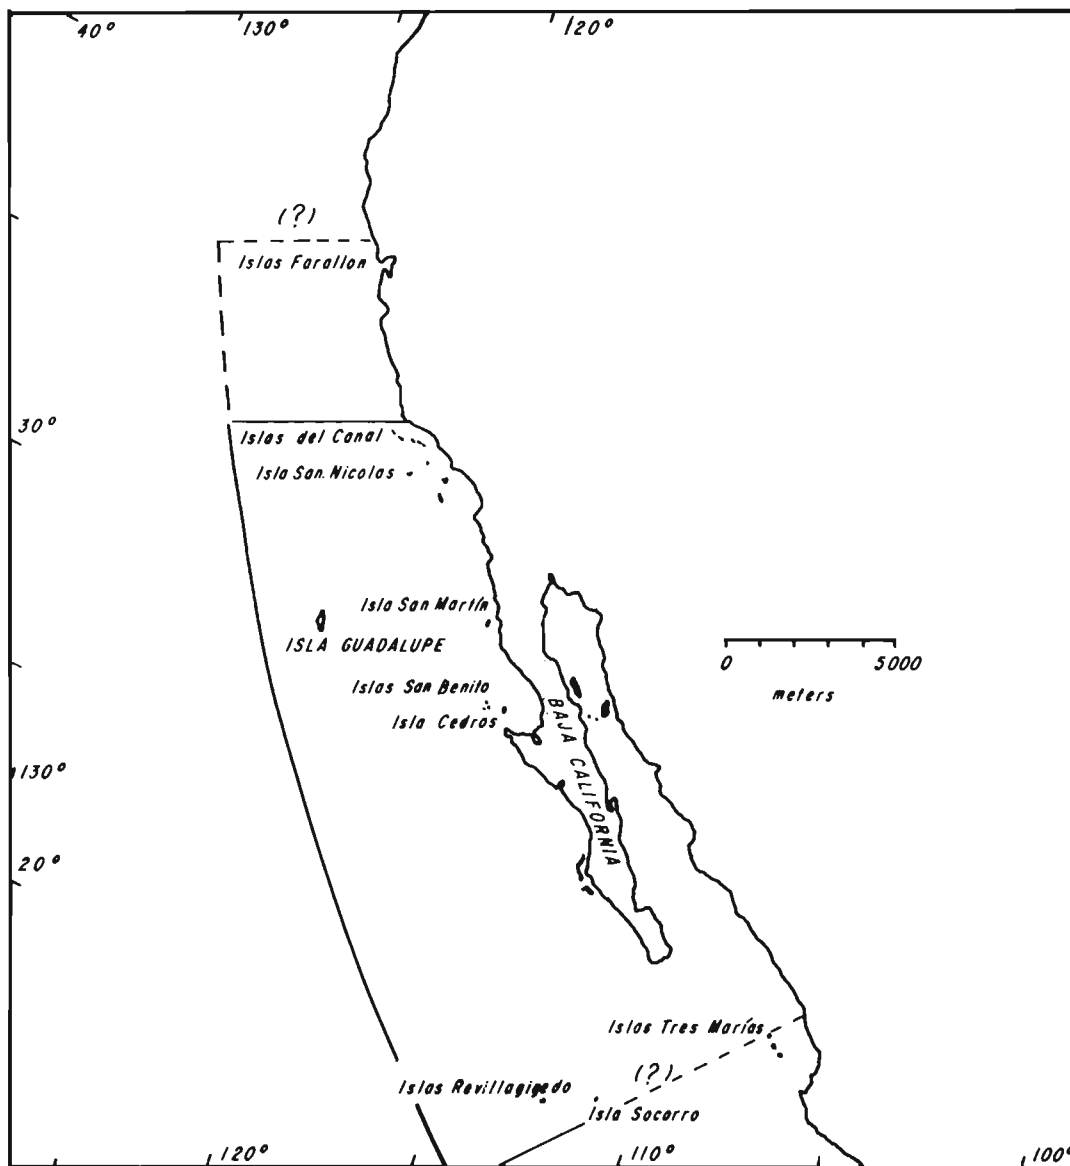 40° 130° 120°
(?)
Islas Farallon
30°
Islas del Canal
Isla San. Nicolas
Isla San Martín
ISLA GUADALUPE
0 5000
meters
Islas San Benito
Isla Cedros
BAJA CALIFORNIA
130°
20°
Islas Tres Marías
(?)
Islas Revillagigedo
Isla Socorro
120° 110° 100°